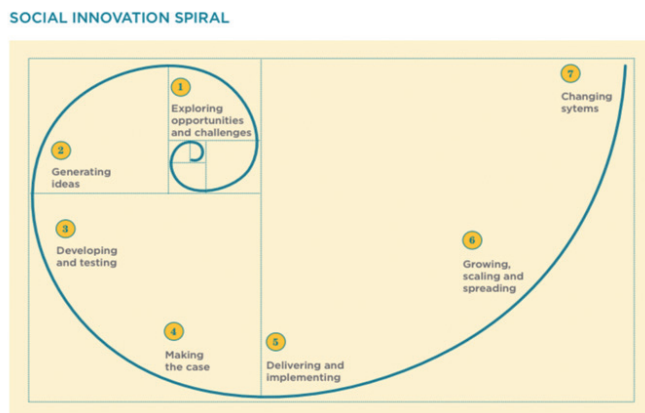 SOCIAL INNOVATION SPIRAL
1
Exploring
opportunities
and challenges
2
Generating
ideas
3
Developing
and testing
4
Making
the case
5
Delivering and
implementing
6
Growing,
scaling and
spreading
7
Changing
sytems